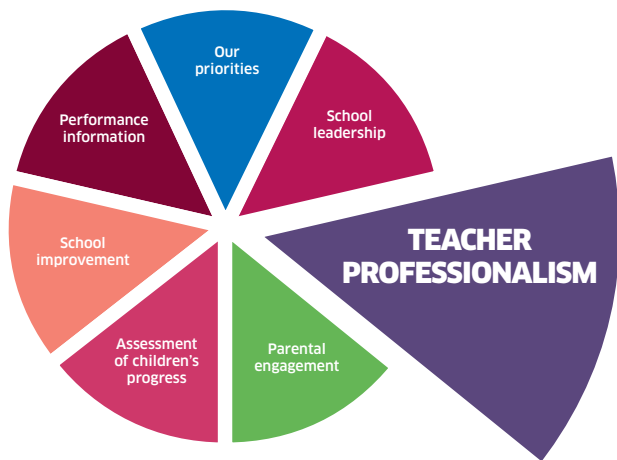 Our
priorities
School
leadership
TEACHER
PROFESSIONALISM
Parental
engagement
Assessment
of children's
progress
School
improvement
Performance
information